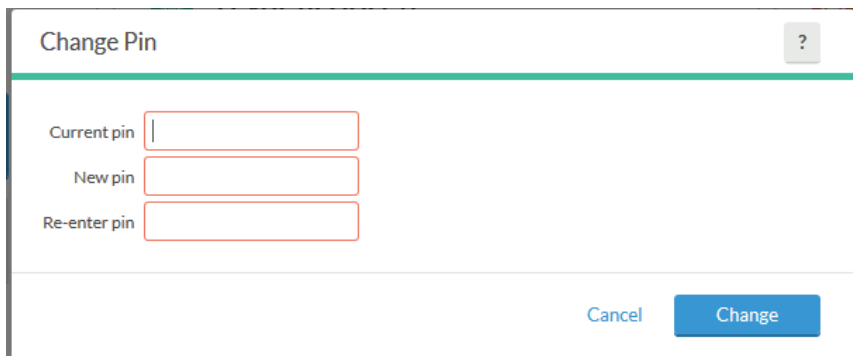 Change Pin ?
Current pin
New pin
Re-enter pin
Cancel Change